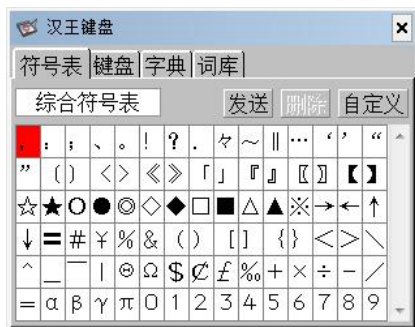 汉王键盘
符号表 键盘 字典 词库
综合符号表 发送 删除 自定义
, : ; 、 。 ! ? . 々 ～ ‖ … ‘ ’ “
” ( ) 〈 〉 《 》 「 」 『 』 〖 〗 【 】
☆ ★ ○ ● ◎ ◇ ◆ □ ■ △ ▲ ※ → ← ↑
↓ 〓 # ￥ % & ( ) [ ] { } < > \
^ _ ￣ | ⊙ Ω $ ₡ £ ‰ + × ÷ − /
= α β γ π 0 1 2 3 4 5 6 7 8 9